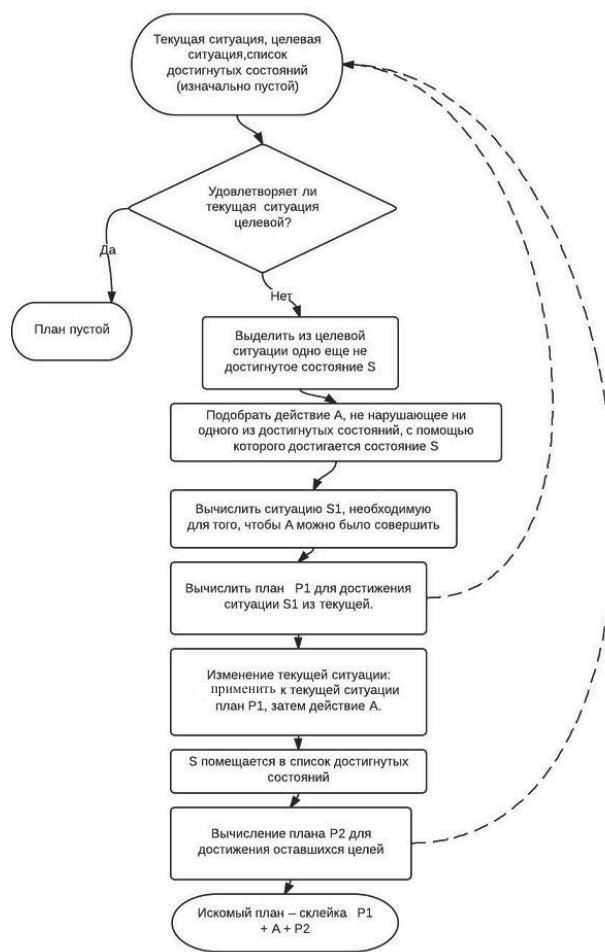 Текущая ситуация, целевая
ситуация,список
достигнутых состояний
(изначально пустой)
Удовлетворяет ли
текущая ситуация
целевой?
Да
Нет
План пустой
Выделить из целевой
ситуации одно еще не
достигнутое состояние S
Подобрать действие A, не нарушающее ни
одного из достигнутых состояний, с помощью
которого достигается состояние S
Вычислить ситуацию S1, необходимую
для того, чтобы A можно было совершить
Вычислить план P1 для достижения
ситуации S1 из текущей.
Изменение текущей ситуации:
применить к текущей ситуации
план P1, затем действие A.
S помещается в список достигнутых
состояний
Вычисление плана P2 для
достижения оставшихся целей
Искомый план – склейка P1
+ A + P2